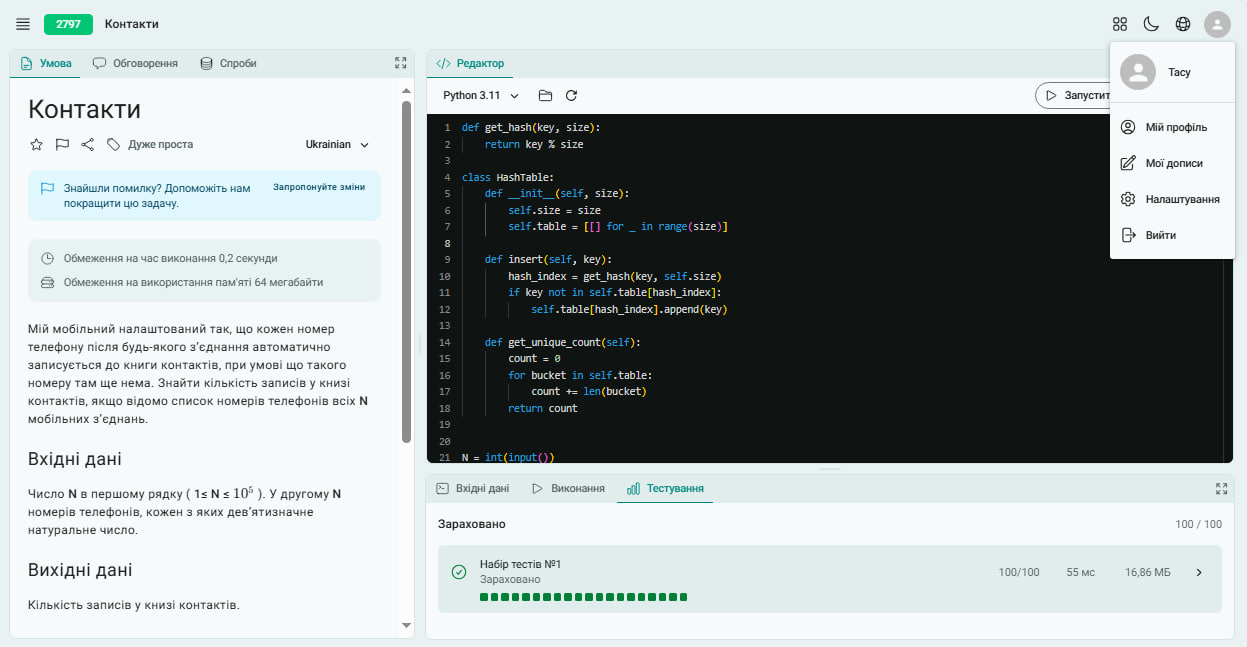 2797 Контакти
Умова Обговорення Спроби
Контакти
Дуже проста Ukrainian
Знайшли помилку? Допоможіть нам
покращити цю задачу.
Запропонуйте зміни
Обмеження на час виконання 0,2 секунди
Обмеження на використання пам'яті 64 мегабайти
Мій мобільний налаштований так, що кожен номер
телефону після будь-якого з’єднання автоматично
записується до книги контактів, при умові що такого
номеру там ще нема. Знайти кількість записів у книзі
контактів, якщо відомо список номерів телефонів всіх N
мобільних з’єднань.
Вхідні дані
Число N в першому рядку ( 1≤ N ≤ 10⁵ ). У другому N
номерів телефонів, кожен з яких дев’ятизначне
натуральне число.
Вихідні дані
Кількість записів у книзі контактів.
Редактор
Python 3.11
Запустит
1 def get_hash(key, size):
2 return key % size
3
4 class HashTable:
5 def __init__(self, size):
6 self.size = size
7 self.table = [[] for _ in range(size)]
8
9 def insert(self, key):
10 hash_index = get_hash(key, self.size)
11 if key not in self.table[hash_index]:
12 self.table[hash_index].append(key)
13
14 def get_unique_count(self):
15 count = 0
16 for bucket in self.table:
17 count += len(bucket)
18 return count
19
20
21 N = int(input())
Тасу
Мій профіль
Мої дописи
Налаштування
Вийти
Вхідні дані Виконання Тестування
Зараховано 100 / 100
Набір тестів №1
Зараховано
100/100 55 мс 16,86 МБ